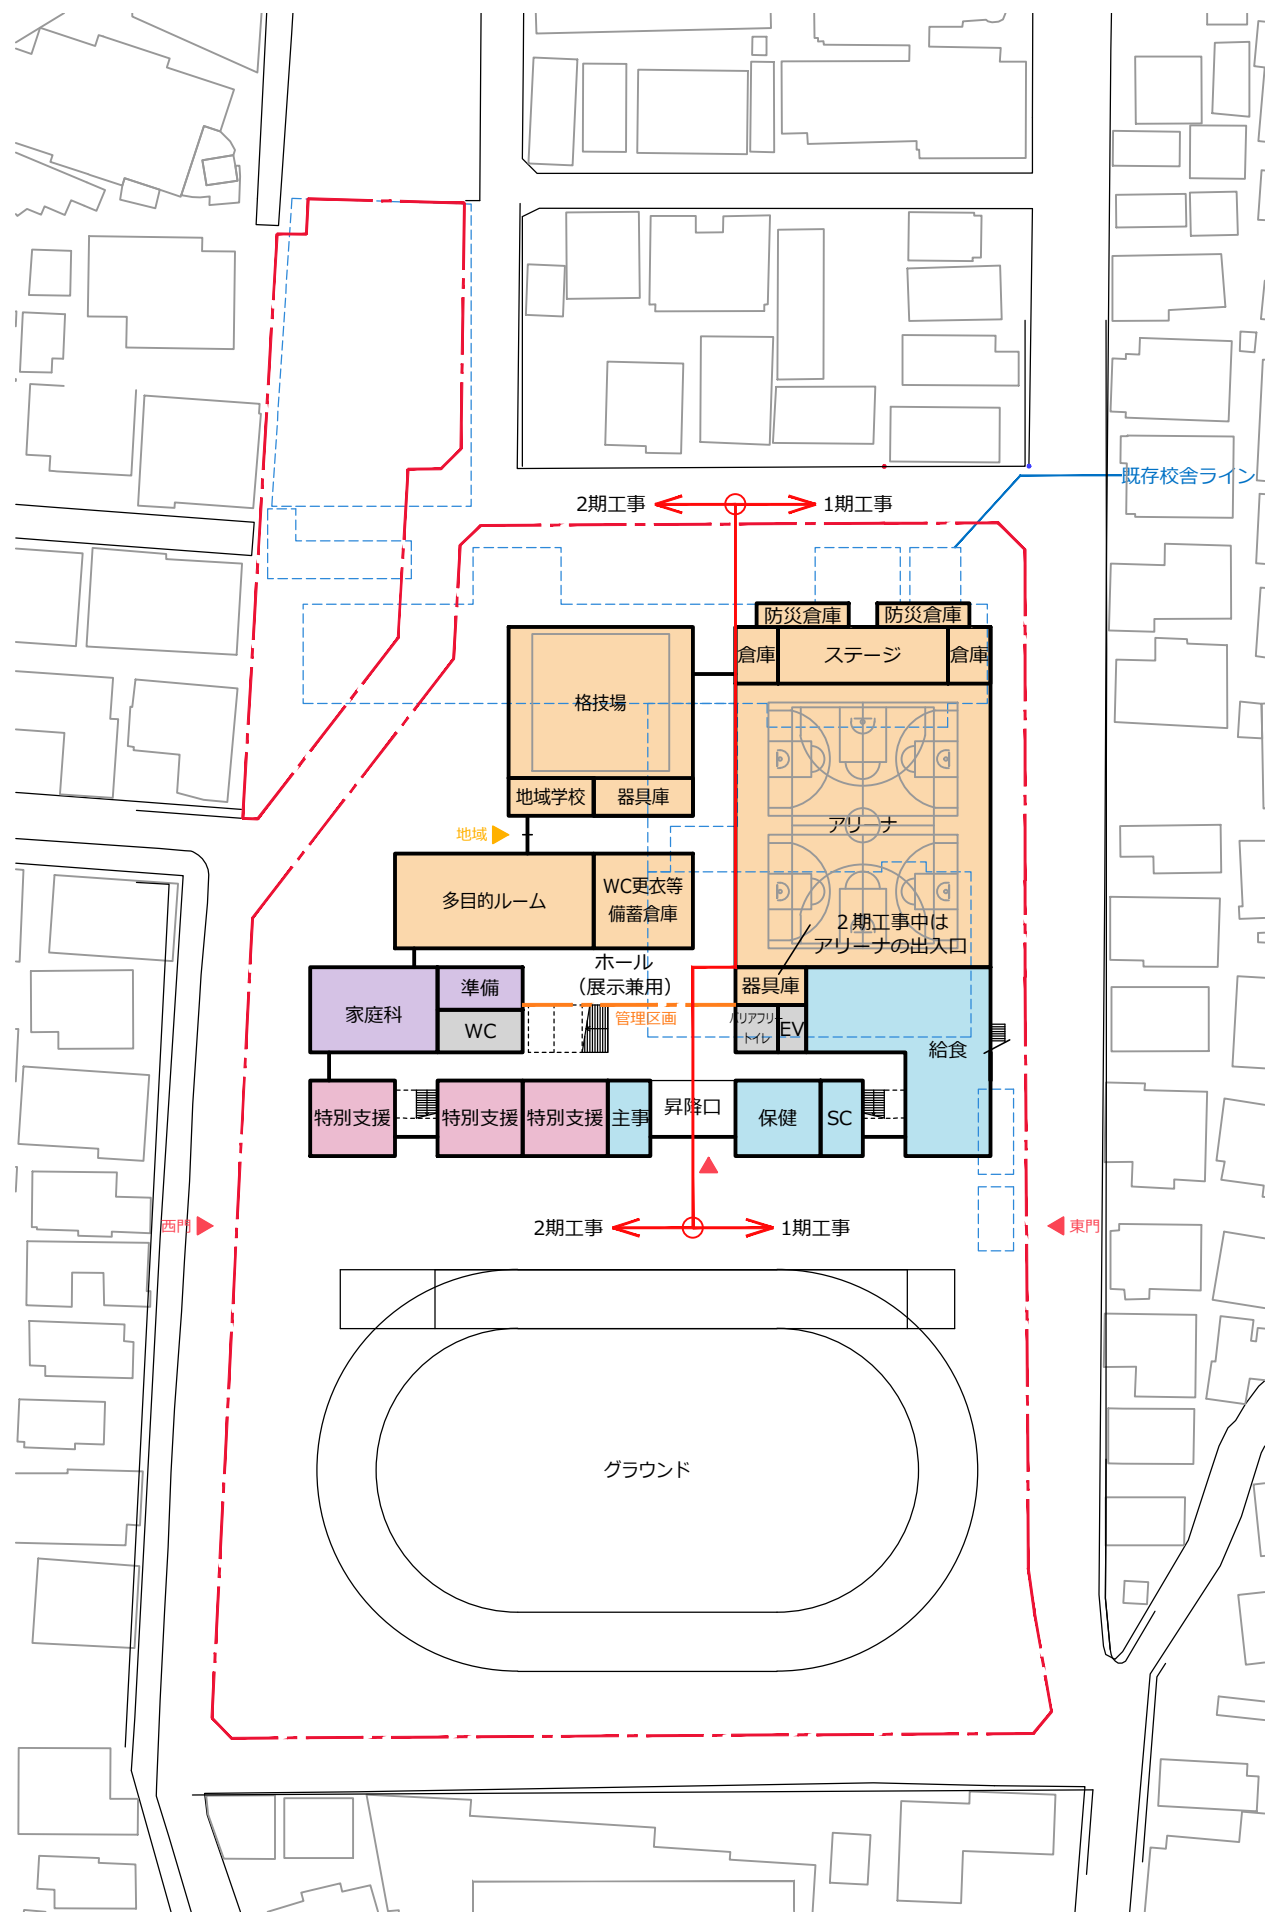 既存校舎ライン
2期工事
1期工事
防災倉庫
防災倉庫
倉庫
ステージ
倉庫
格技場
地域学校
器具庫
アリーナ
地域
多目的ルーム
WC更衣等
備蓄倉庫
2期工事中は
アリーナの出入口
ホール
(展示兼用)
器具庫
家庭科
準備
WC
管理区画
バリアフリー
トイレ
EV
給食
特別支援
特別支援
特別支援
主事
昇降口
保健
SC
西門
2期工事
1期工事
東門
グラウンド